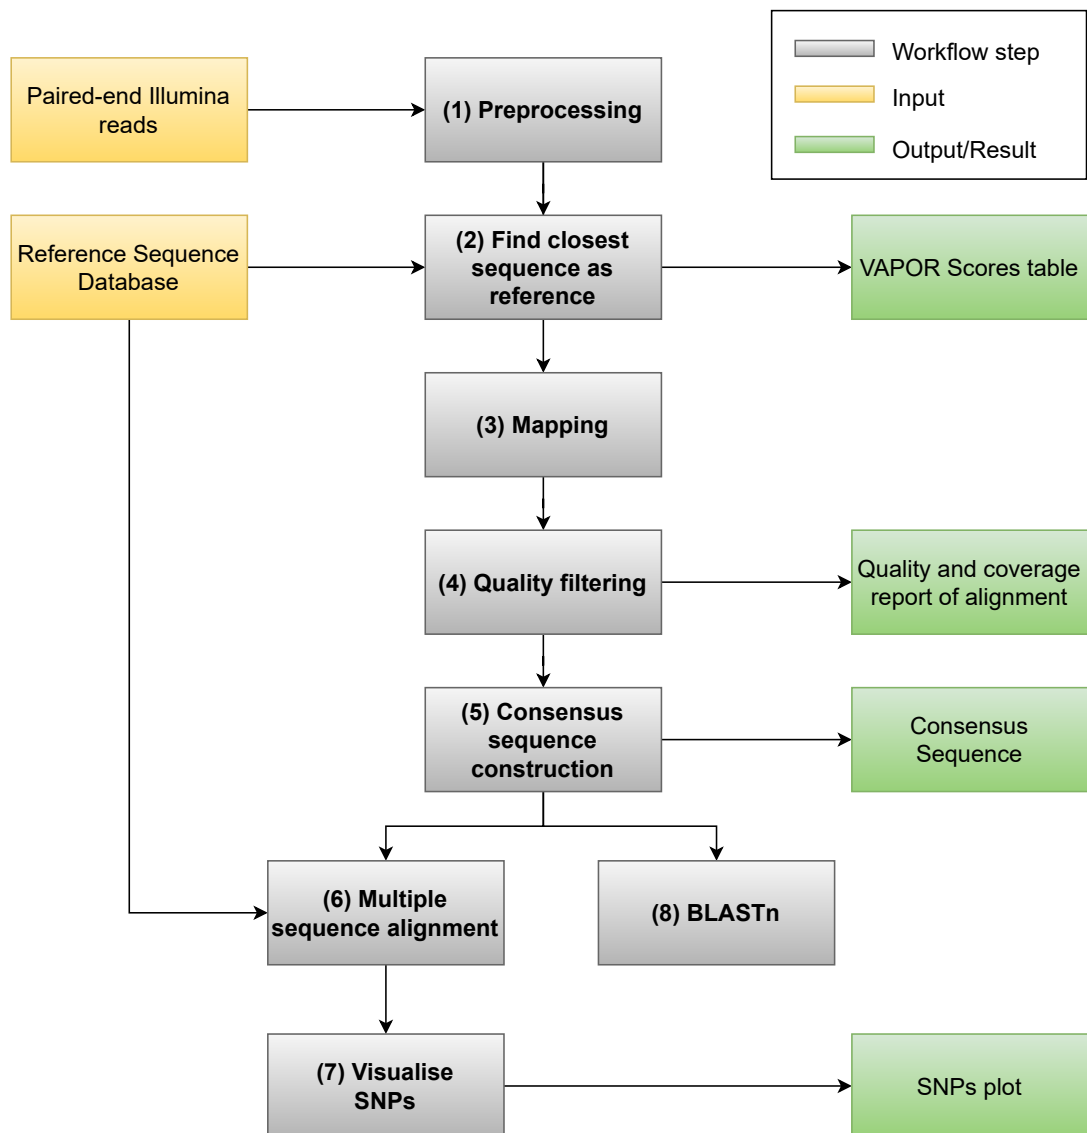 Workflow step
Input
Output/Result
Paired-end Illumina
reads
(1) Preprocessing
Reference Sequence
Database
(2) Find closest
sequence as
reference
VAPOR Scores table
(3) Mapping
(4) Quality filtering
Quality and coverage
report of alignment
(5) Consensus
sequence
construction
Consensus
Sequence
(6) Multiple
sequence alignment
(8) BLASTn
(7) Visualise
SNPs
SNPs plot